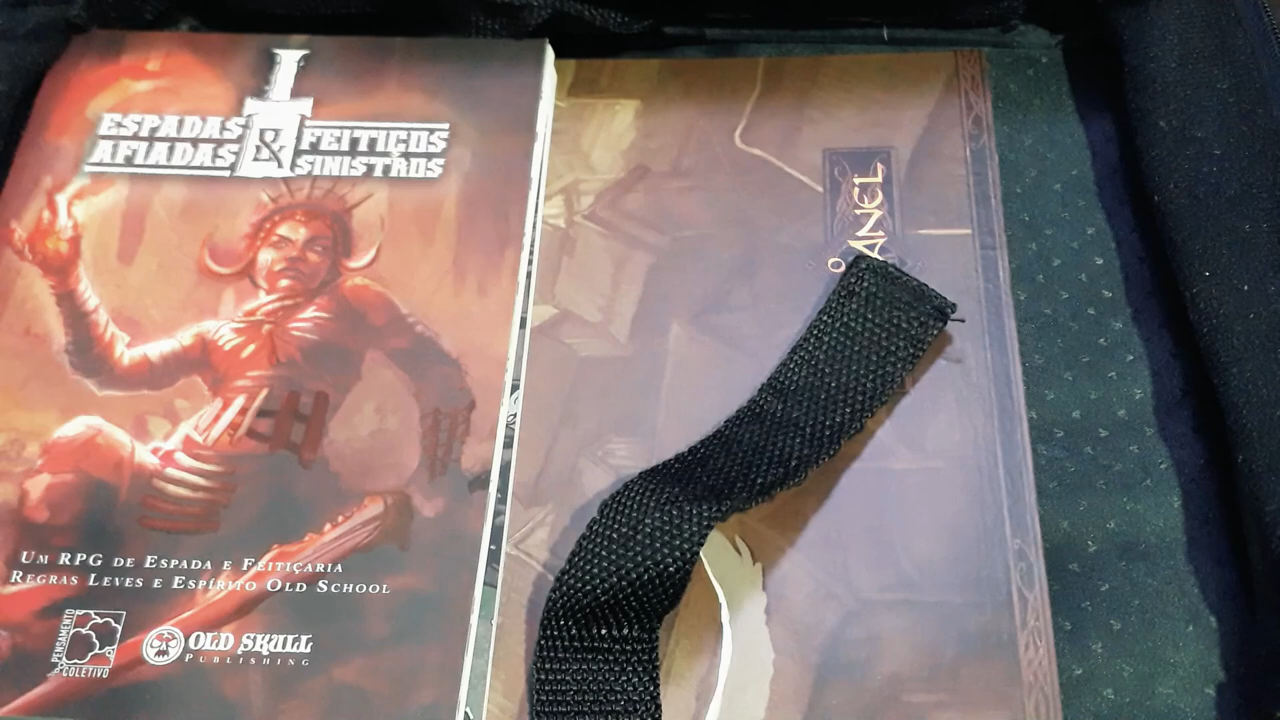 ESPADAS AFIADAS
&
FEITIÇOS SINISTROS
UM RPG DE ESPADA E FEITIÇARIA
REGRAS LEVES E ESPÍRITO OLD SCHOOL
PENSAMENTO
COLETIVO
OLD SKULL
PUBLISHING
O
ANEL